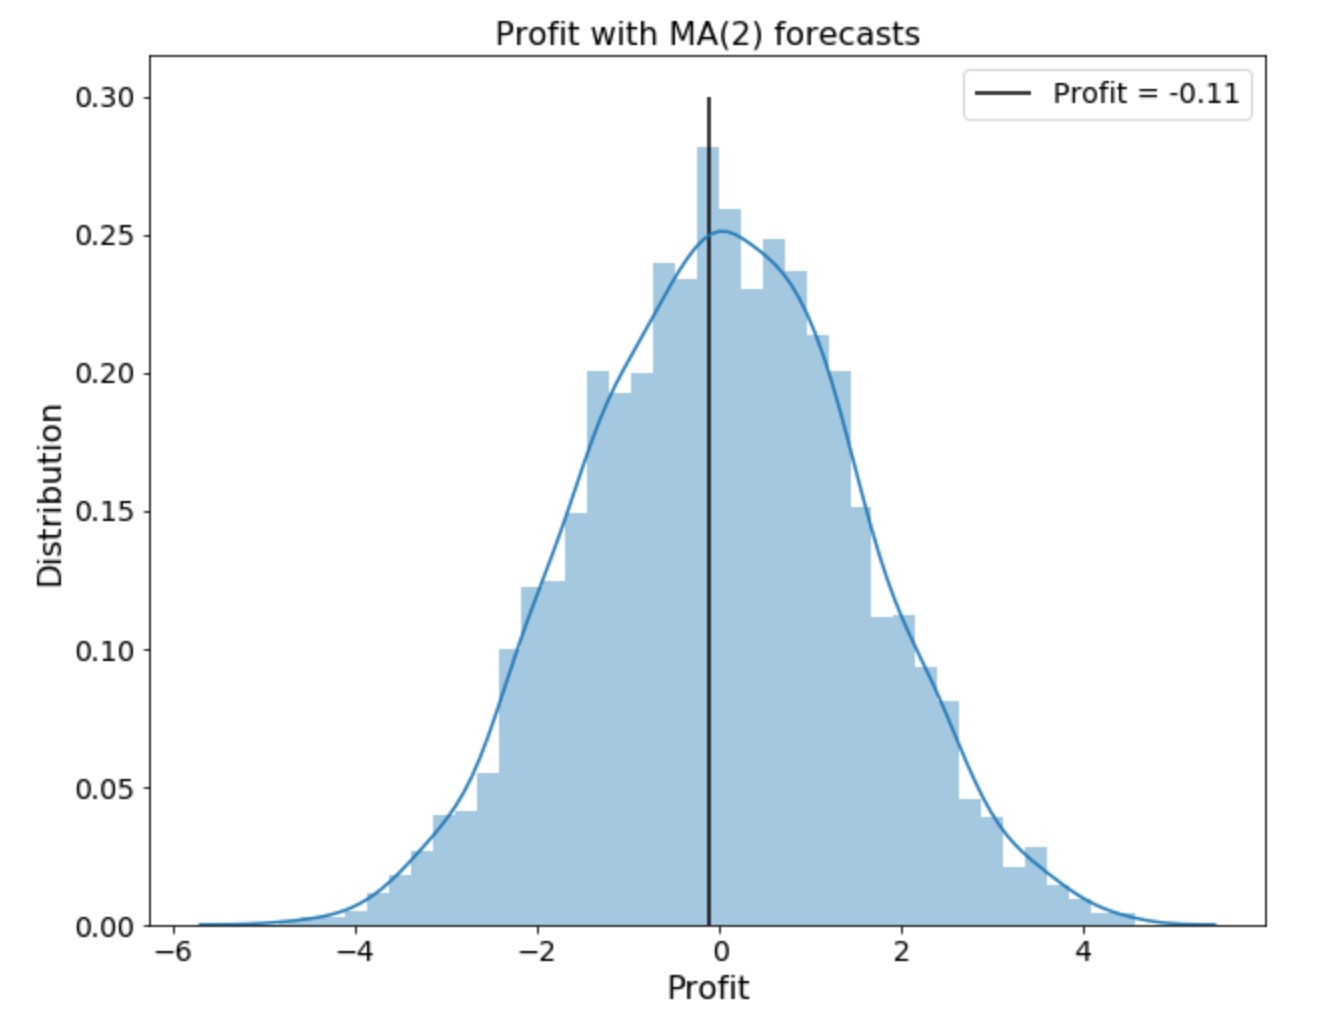 Profit with MA(2) forecasts
Profit = -0.11
0.30
0.25
0.20
0.15
0.10
0.05
0.00
Distribution
−6 −4 −2 0 2 4
Profit